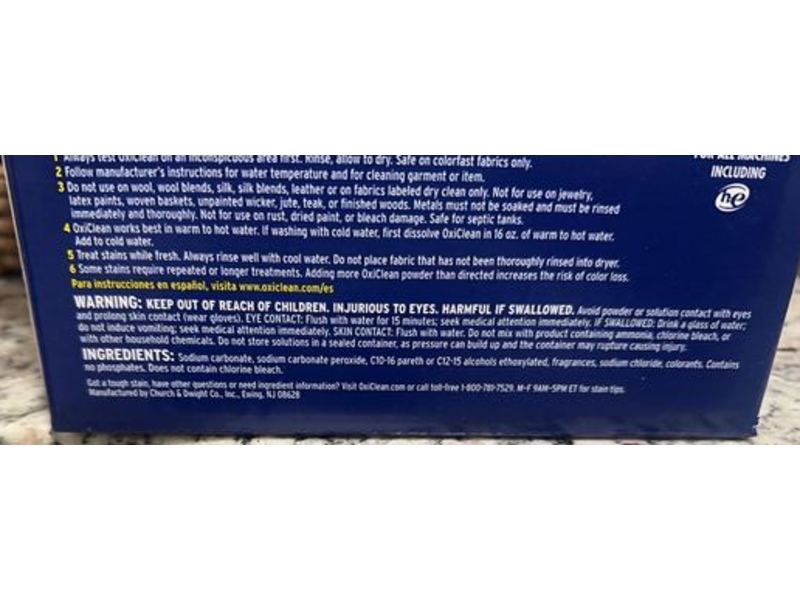 1 Always test OxiClean on an inconspicuous area first. Rinse, allow to dry. Safe on colorfast fabrics only.
2 Follow manufacturer's instructions for water temperature and for cleaning garment or item.
3 Do not use on wool, wool blends, silk, silk blends, leather or on fabrics labeled dry clean only. Not for use on jewelry,
latex paints, woven baskets, unpainted wicker, jute, teak, or finished woods. Metals must not be soaked and must be rinsed
immediately and thoroughly. Not for use on rust, dried paint, or bleach damage. Safe for septic tanks.
4 OxiClean works best in warm to hot water. If washing with cold water, first dissolve OxiClean in 16 oz. of warm to hot water.
Add to cold water.
5 Treat stains while fresh. Always rinse well with cool water. Do not place fabric that has not been thoroughly rinsed into dryer.
6 Some stains require repeated or longer treatments. Adding more OxiClean powder than directed increases the risk of color loss.
Para instrucciones en español, visita www.oxiclean.com/es
WARNING: KEEP OUT OF REACH OF CHILDREN. INJURIOUS TO EYES. HARMFUL IF SWALLOWED. Avoid powder or solution contact with eyes
and prolong skin contact (wear gloves). EYE CONTACT: Flush with water for 15 minutes; seek medical attention immediately. IF SWALLOWED: Drink a glass of water;
do not induce vomiting; seek medical attention immediately. SKIN CONTACT: Flush with water. Do not mix with product containing ammonia, chlorine bleach, or
with other household chemicals. Do not store solutions in a sealed container, as pressure can build up and the container may rupture causing injury.
INGREDIENTS: Sodium carbonate, sodium carbonate peroxide, C10-16 pareth or C12-15 alcohols ethoxylated, fragrances, sodium chloride, colorants. Contains
no phosphates. Does not contain chlorine bleach.
Got a tough stain, have other questions or need ingredient information? Visit OxiClean.com or call toll-free 1-800-781-7529. M-F 9AM-5PM ET for stain tips.
Manufactured by Church & Dwight Co., Inc., Ewing, NJ 08628
FOR ALL MACHINES
INCLUDING
he